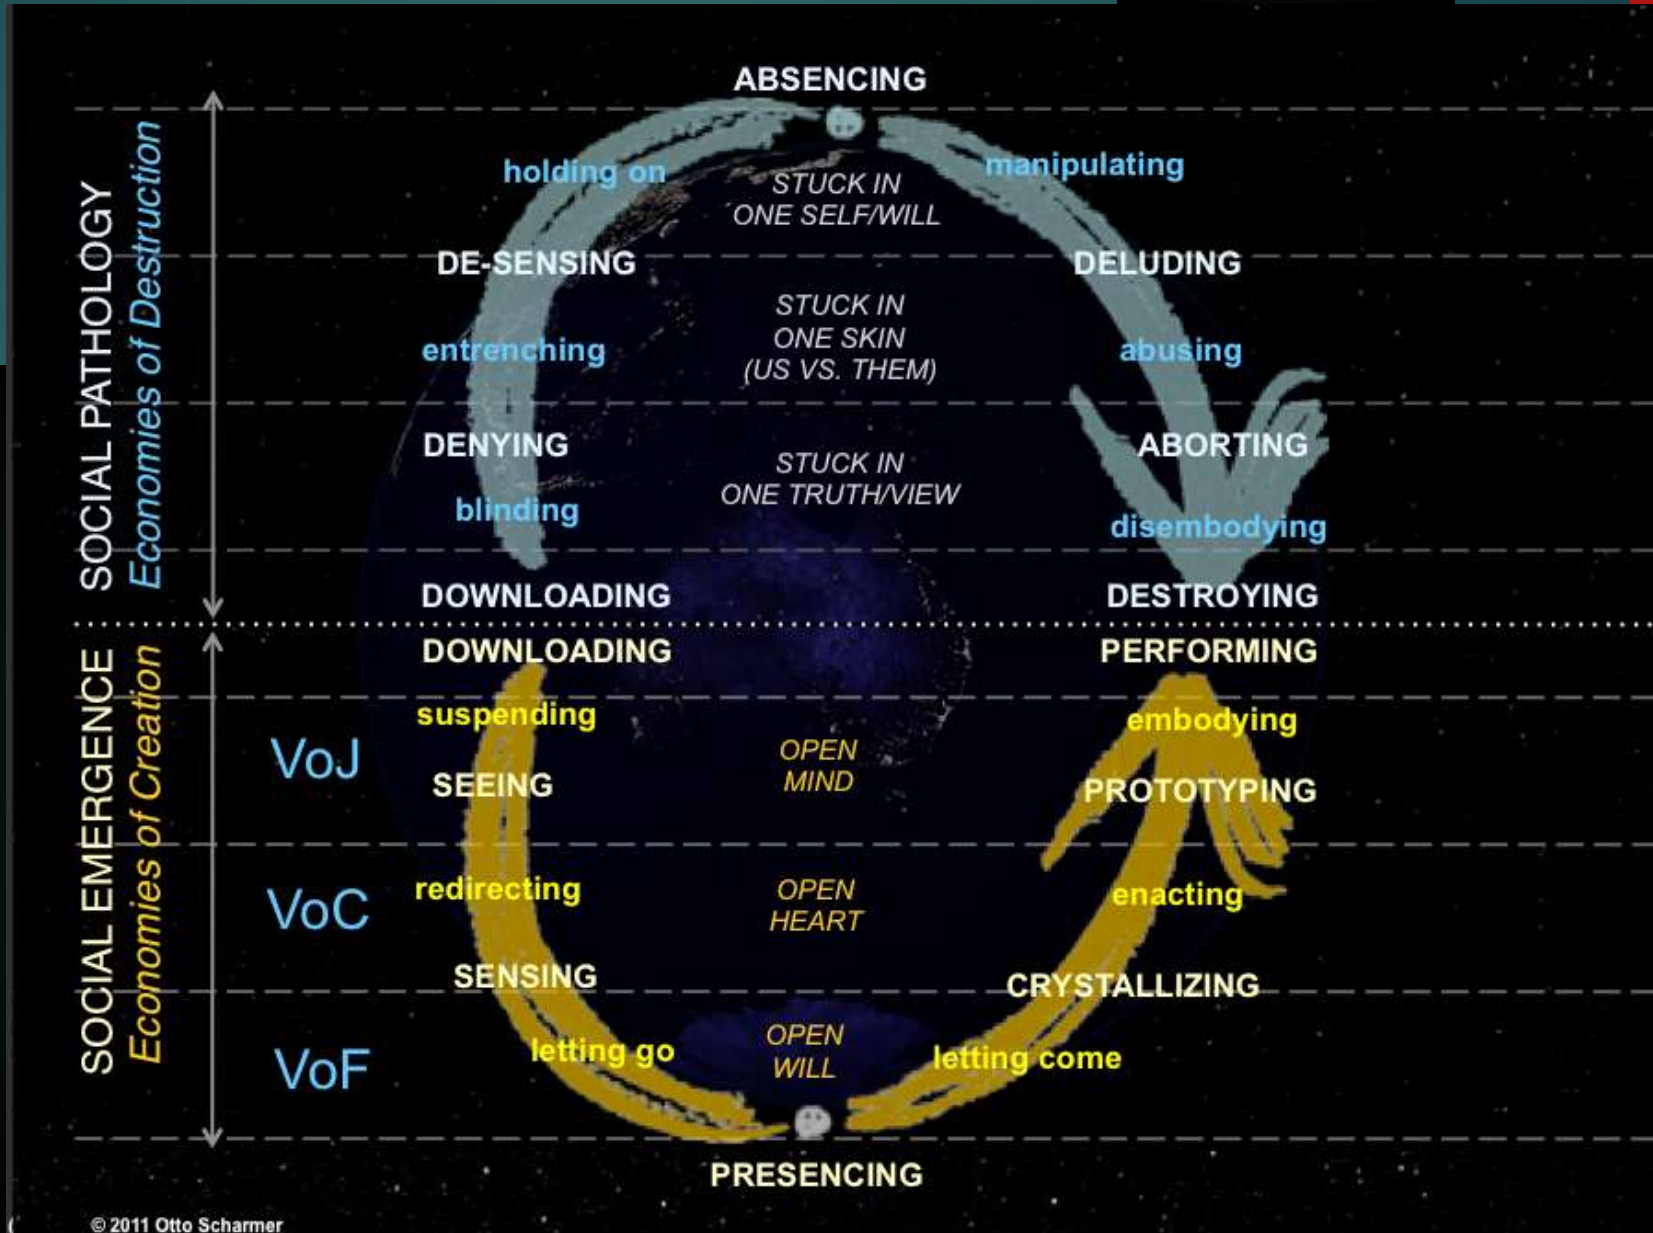 ABSENCING
holding on
manipulating
STUCK IN
ONE SELF/WILL
DE-SENSING
DELUDING
STUCK IN
ONE SKIN
(US VS. THEM)
entrenching
abusing
DENYING
ABORTING
STUCK IN
ONE TRUTH/VIEW
blinding
disembodying
DOWNLOADING
DESTROYING
SOCIAL PATHOLOGY
Economies of Destruction
DOWNLOADING
PERFORMING
suspending
embodying
VoJ
OPEN
MIND
SEEING
PROTOTYPING
redirecting
enacting
VoC
OPEN
HEART
SENSING
CRYSTALLIZING
letting go
OPEN
WILL
letting come
VoF
SOCIAL EMERGENCE
Economies of Creation
PRESENCING
© 2011 Otto Scharmer